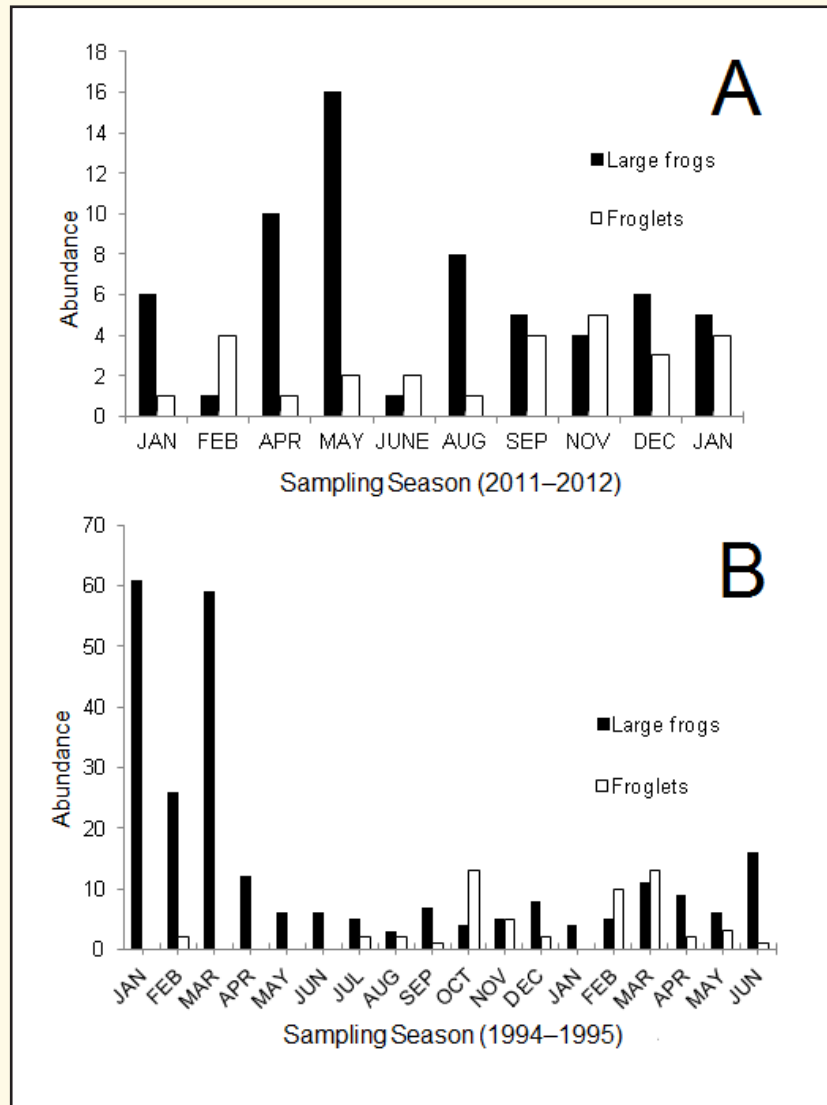 A
18
16
14
12
10
8
6
4
2
0
Abundance
Large frogs
Froglets
JAN FEB APR MAY JUNE AUG SEP NOV DEC JAN
Sampling Season (2011–2012)
B
70
60
50
40
30
20
10
0
Abundance
Large frogs
Froglets
JAN FEB MAR APR MAY JUN JUL AUG SEP OCT NOV DEC JAN FEB MAR APR MAY JUN
Sampling Season (1994–1995)